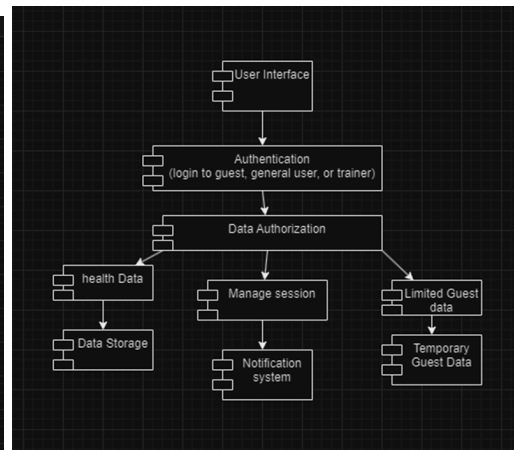 User Interface
Authentication
(login to guest, general user, or trainer)
Data Authorization
health Data
Manage session
Limited Guest
data
Data Storage
Notification
system
Temporary
Guest Data